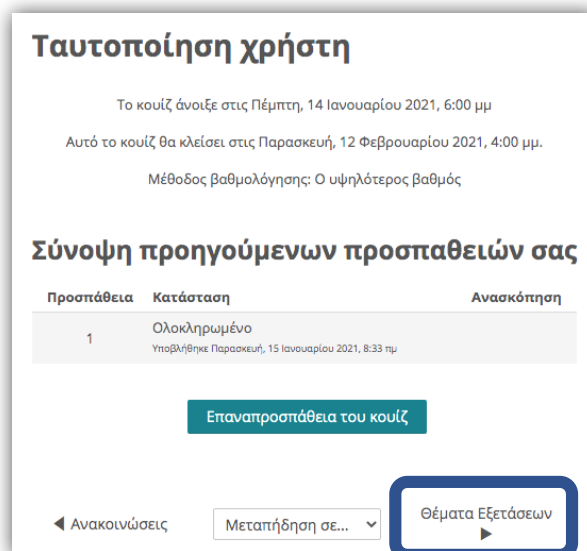 Ταυτοποίηση χρήστη
Το κουίζ άνοιξε στις Πέμπτη, 14 Ιανουαρίου 2021, 6:00 μμ
Αυτό το κουίζ θα κλείσει στις Παρασκευή, 12 Φεβρουαρίου 2021, 4:00 μμ.
Μέθοδος βαθμολόγησης: Ο υψηλότερος βαθμός
Σύνοψη προηγούμενων προσπαθειών σας
Προσπάθεια Κατάσταση Ανασκόπηση
1 Ολοκληρωμένο
Υποβλήθηκε Παρασκευή, 15 Ιανουαρίου 2021, 8:33 πμ
Επαναπροσπάθεια του κουίζ
◀ Ανακοινώσεις Μεταπήδηση σε... Θέματα Εξετάσεων
▶